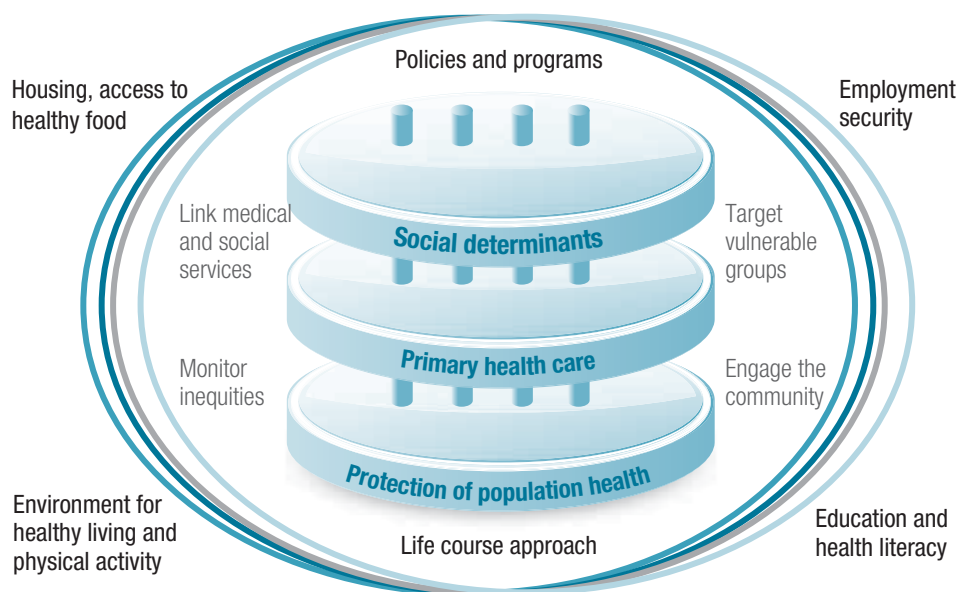 Policies and programs
Housing, access to
healthy food
Employment
security
Link medical
and social
services
Target
vulnerable
groups
Social determinants
Primary health care
Monitor
inequities
Engage the
community
Protection of population health
Environment for
healthy living and
physical activity
Life course approach
Education and
health literacy